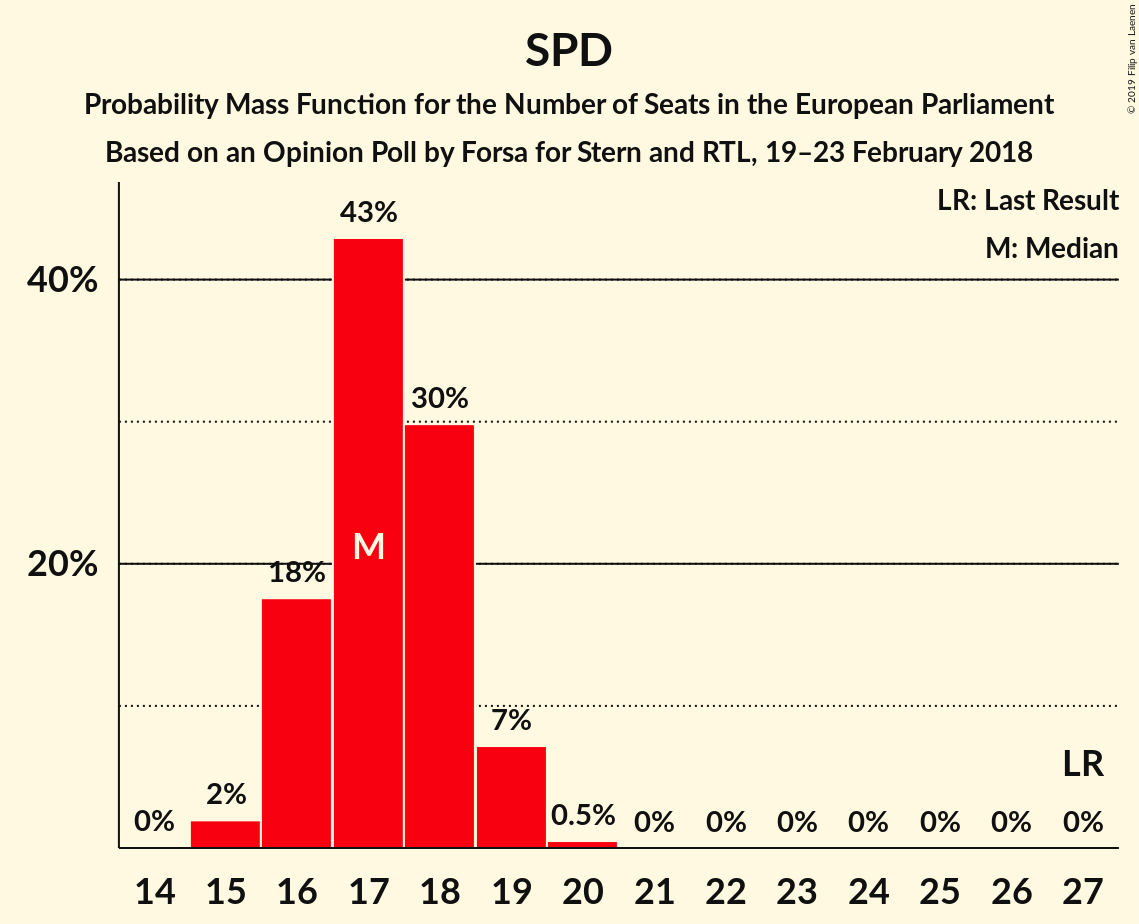 SPD
Probability Mass Function for the Number of Seats in the European Parliament
Based on an Opinion Poll by Forsa for Stern and RTL, 19–23 February 2018
© 2019 Filip van Laenen
LR: Last Result
M: Median
43%
40%
30%
M
20%
18%
7%
LR
2%
0%
0.5%
0% 0% 0% 0% 0% 0% 0%
14 15 16 17 18 19 20 21 22 23 24 25 26 27